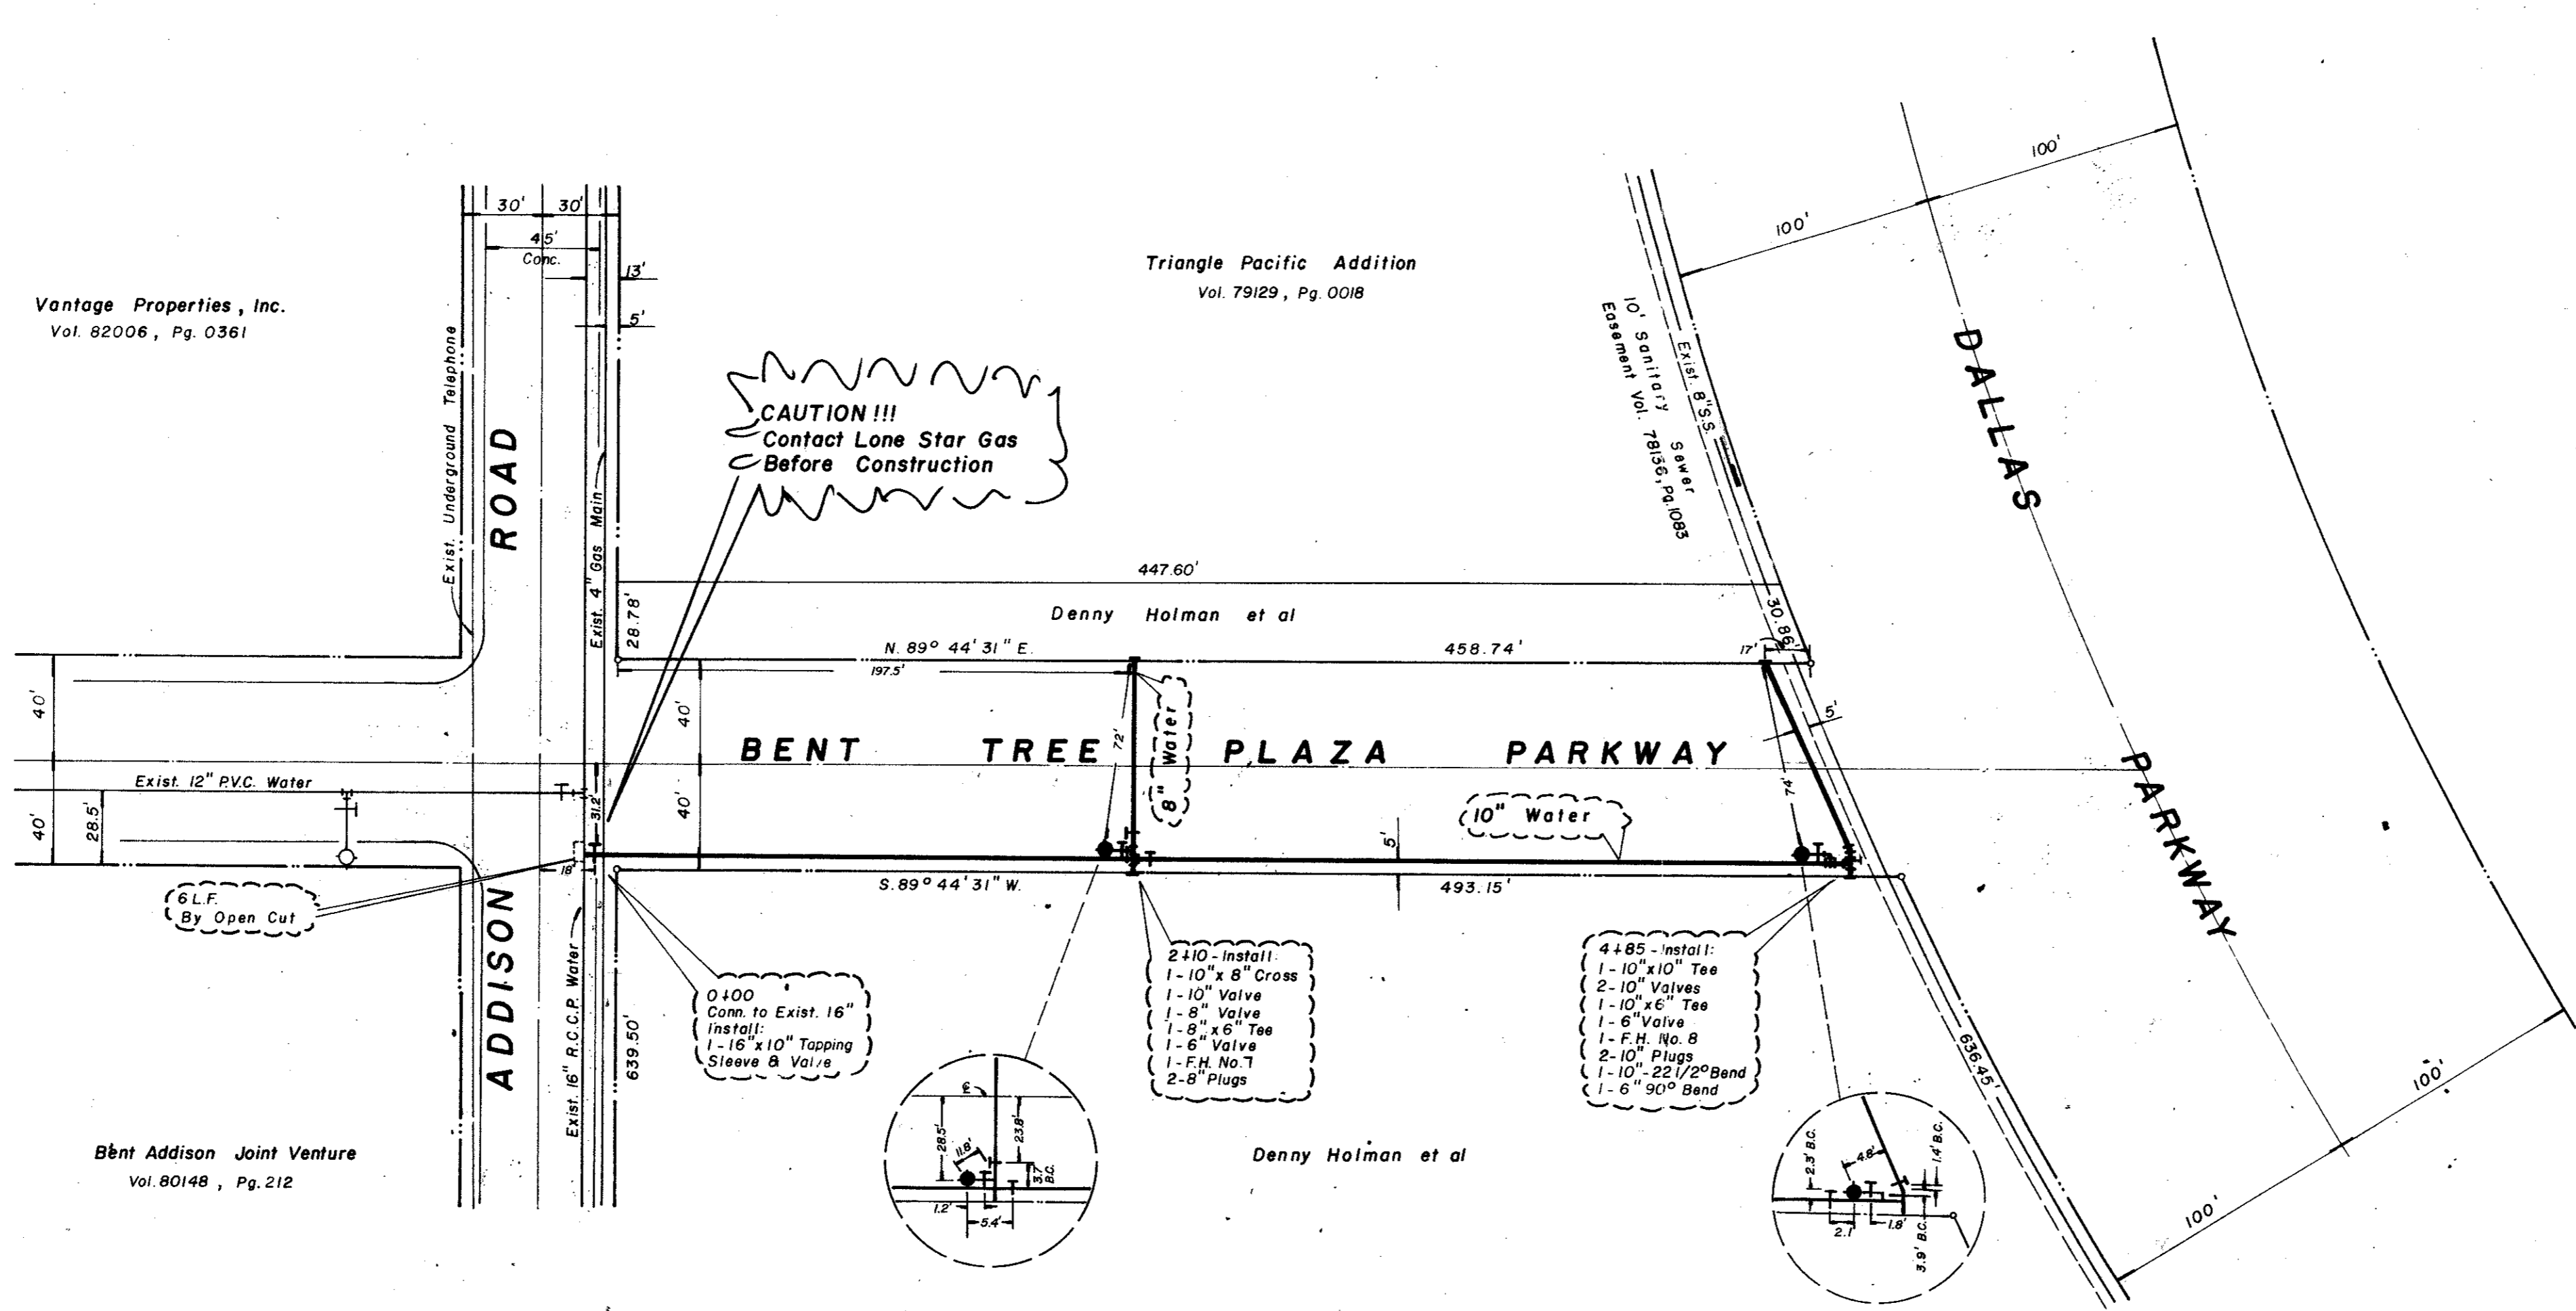 100'
100'
30' 30'
45'
Conc.
13'
5'
Vantage Properties, Inc.
Vol. 82006, Pg. 0361
Triangle Pacific Addition
Vol. 79129, Pg. 0018
10' Sanitary Sewer
Easement Vol. 78136, Pg. 1083
Exist. 8" S.S.
DALLAS
PARKWAY
Exist. Underground Telephone
ROAD
Exist. 4" Gas Main
CAUTION !!!
Contact Lone Star Gas
Before Construction
447.60'
28.78'
Denny Holman et al
30.86'
N. 89° 44' 31" E.
458.74'
17'
197.5'
40'
40'
72'
8" Water
5'
BENT TREE PLAZA PARKWAY
Exist. 12" P.V.C. Water
40'
28.5'
31.2'
40'
10" Water
74'
5'
18'
S. 89° 44' 31" W.
493.15'
6 L.F.
By Open Cut
ADDISON
Exist. 16" R.C.C.P. Water
639.50'
0+00
Conn. to Exist. 16"
Install:
1-16"x10" Tapping
Sleeve & Valve
2+10 - Install:
1-10"x 8" Cross
1-10" Valve
1-8" Valve
1-8"x6" Tee
1-6" Valve
1-F.H. No. 7
2-8" Plugs
4+85 - Install:
1-10"x10" Tee
2-10" Valves
1-10"x6" Tee
1-6" Valve
1-F.H. No. 8
2-10" Plugs
1-10"-22 1/2° Bend
1-6" 90° Bend
636.45'
100'
100'
Bent Addison Joint Venture
Vol. 80148, Pg. 212
Denny Holman et al
28.5'
11.8'
23.8'
3.7'
B.C.
1.2'
5.4'
2.3' B.C.
4.8'
1.4' B.C.
2.1'
1.8'
3.9' B.C.